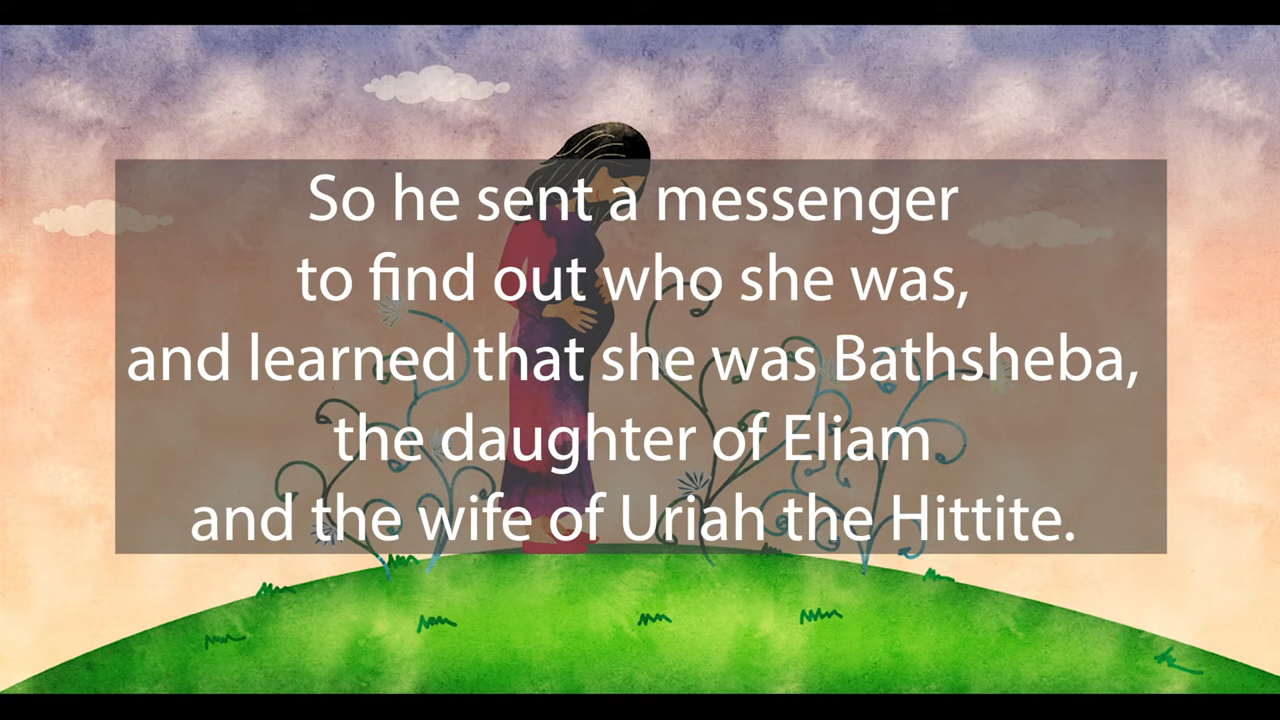 So he sent a messenger
to find out who she was,
and learned that she was Bathsheba,
the daughter of Eliam
and the wife of Uriah the Hittite.